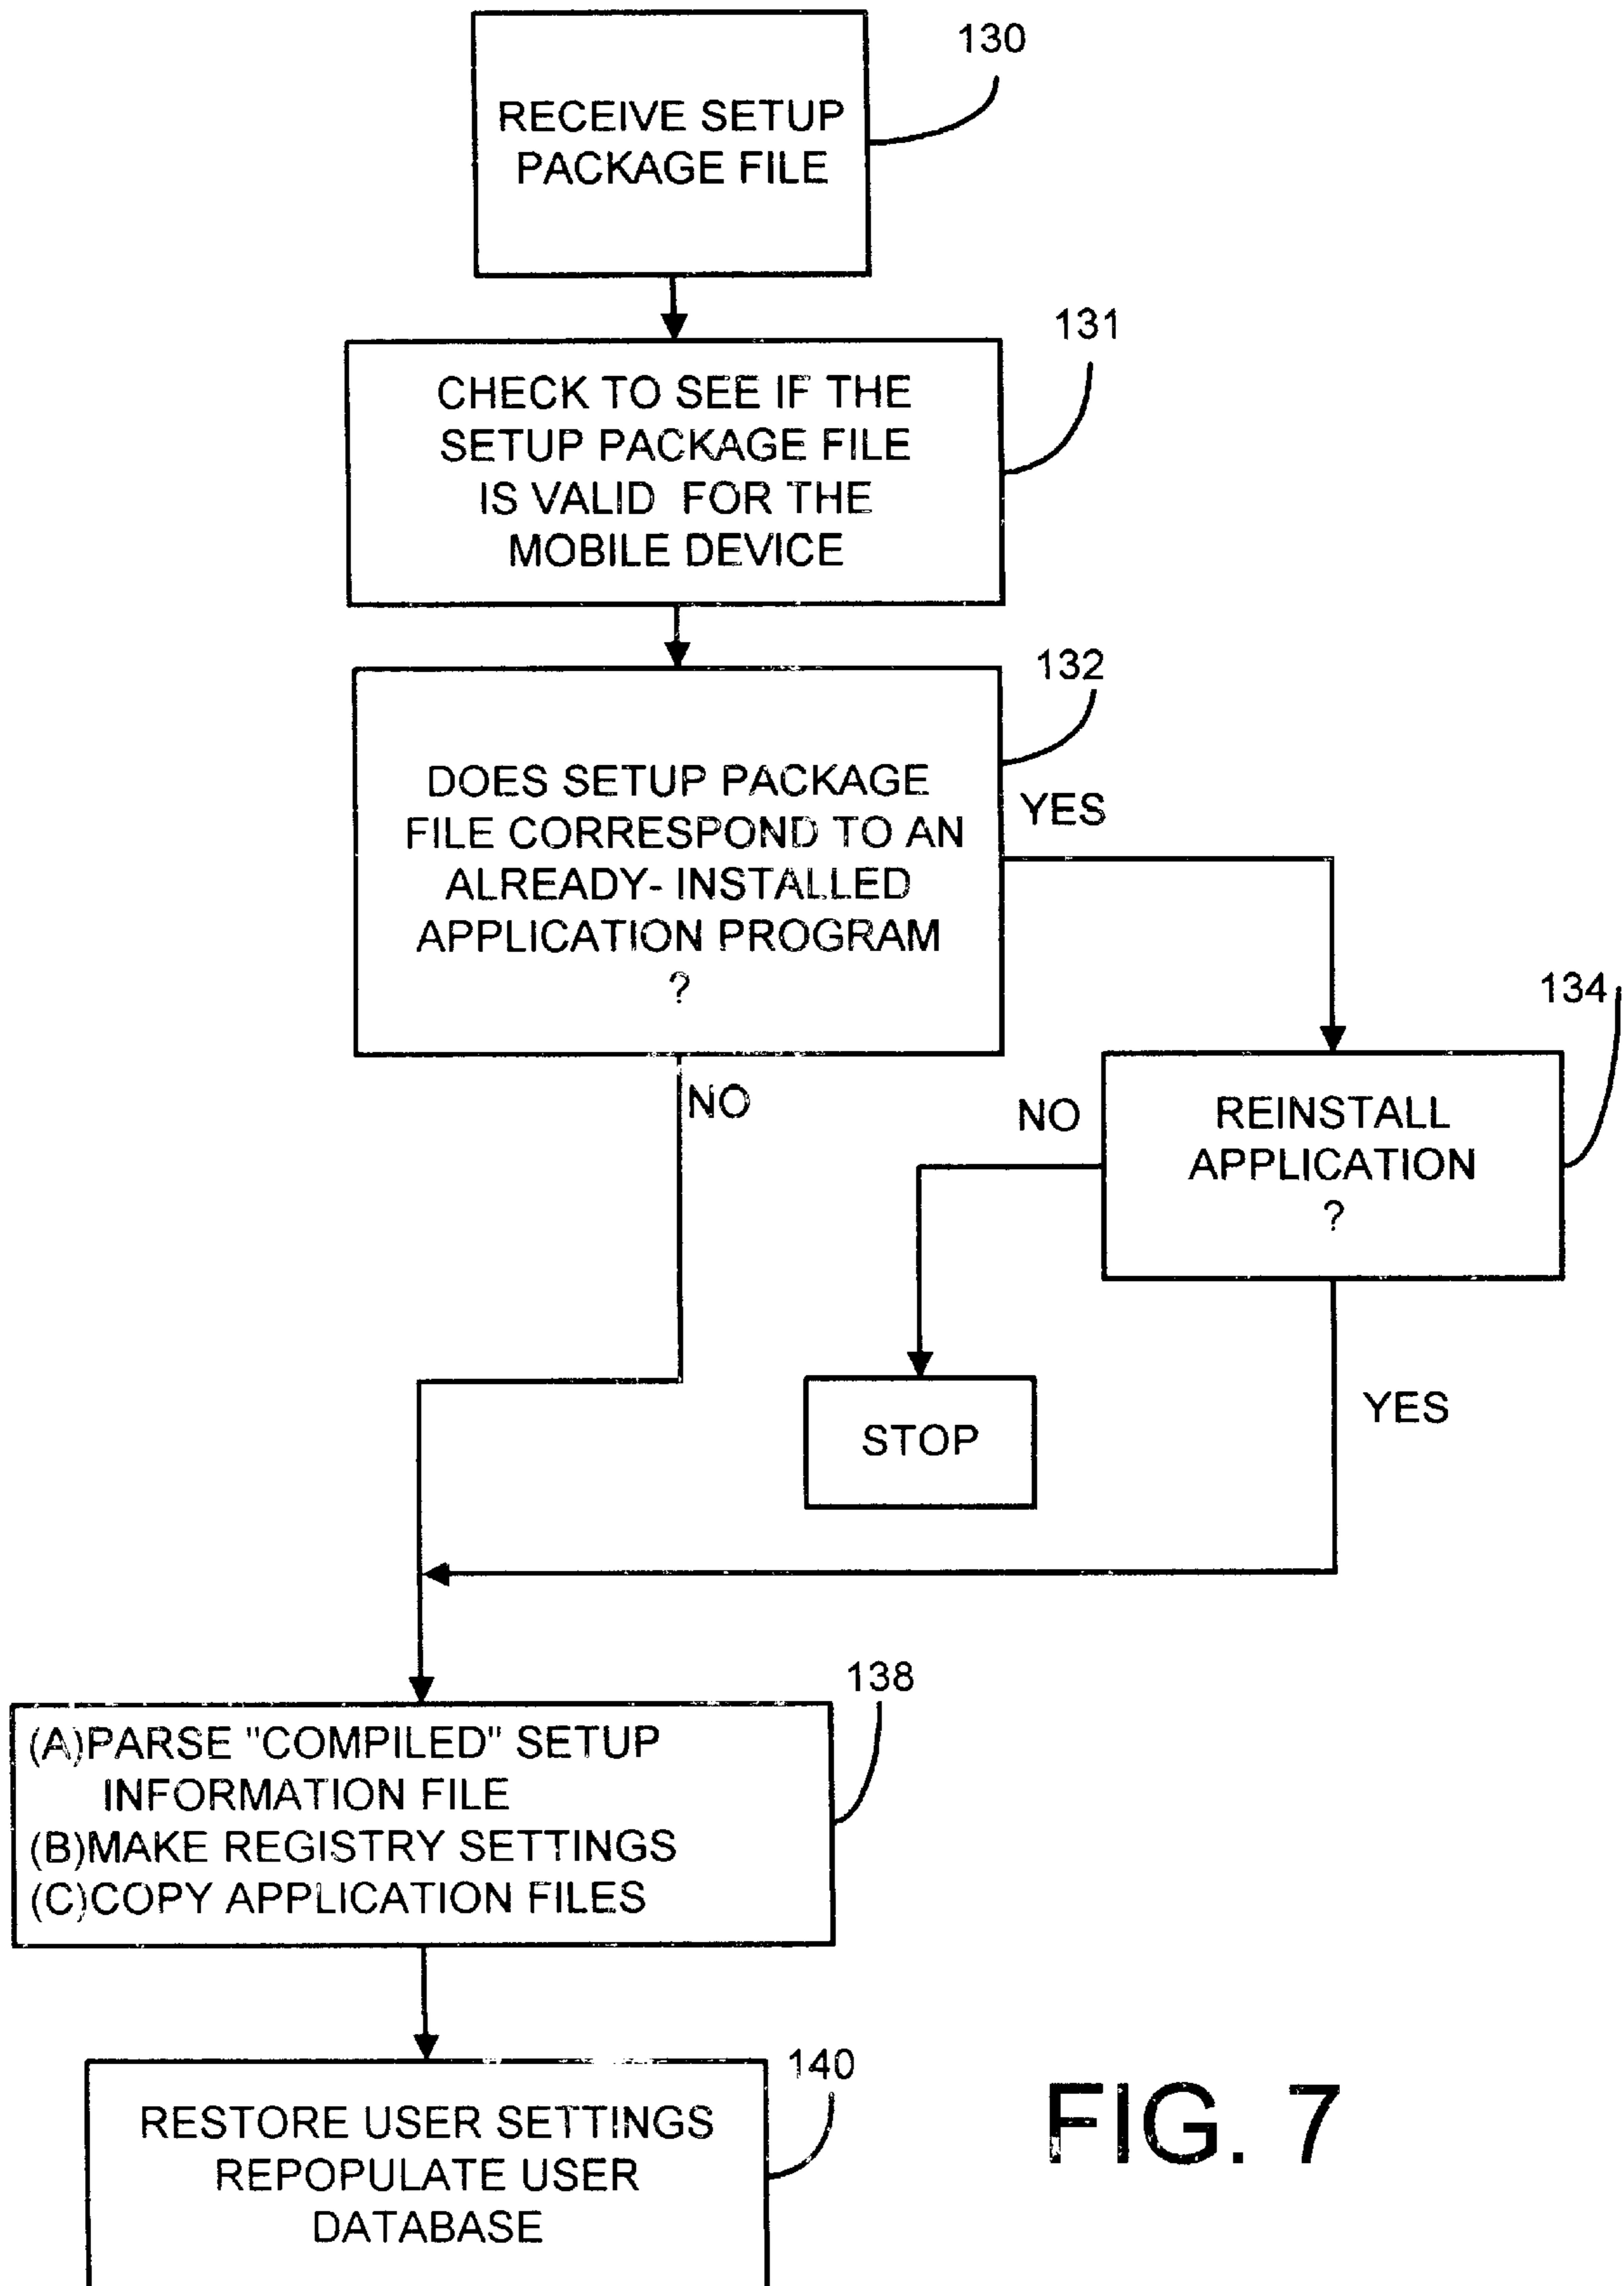 130
RECEIVE SETUP
PACKAGE FILE
131
CHECK TO SEE IF THE
SETUP PACKAGE FILE
IS VALID FOR THE
MOBILE DEVICE
132
DOES SETUP PACKAGE
FILE CORRESPOND TO AN
ALREADY- INSTALLED
APPLICATION PROGRAM
?
YES
NO
134
REINSTALL
APPLICATION
?
NO
STOP
YES
138
(A)PARSE "COMPILED" SETUP
INFORMATION FILE
(B)MAKE REGISTRY SETTINGS
(C)COPY APPLICATION FILES
140
RESTORE USER SETTINGS
REPOPULATE USER
DATABASE
FIG. 7